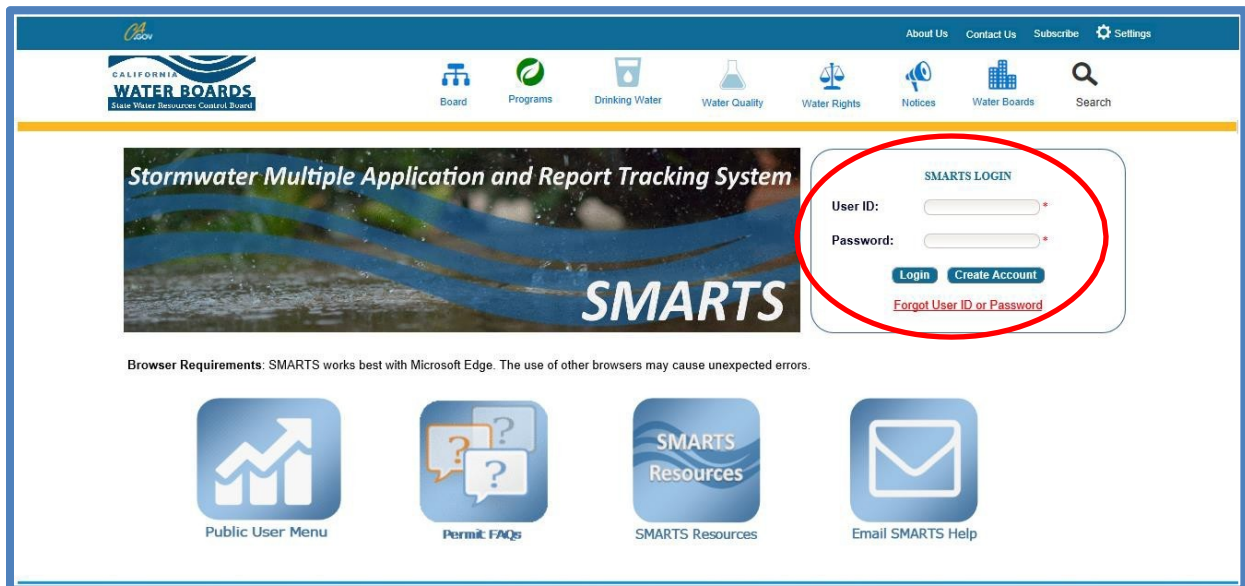 CA.GOV
About Us Contact Us Subscribe Settings
CALIFORNIA
WATER BOARDS
State Water Resources Control Board
Board Programs Drinking Water Water Quality Water Rights Notices Water Boards Search
Stormwater Multiple Application and Report Tracking System
SMARTS
SMARTS LOGIN
User ID: *
Password: *
Login Create Account
Forgot User ID or Password
Browser Requirements: SMARTS works best with Microsoft Edge. The use of other browsers may cause unexpected errors.
? ? ?
SMARTS
Resources
Public User Menu Permit FAQs SMARTS Resources Email SMARTS Help